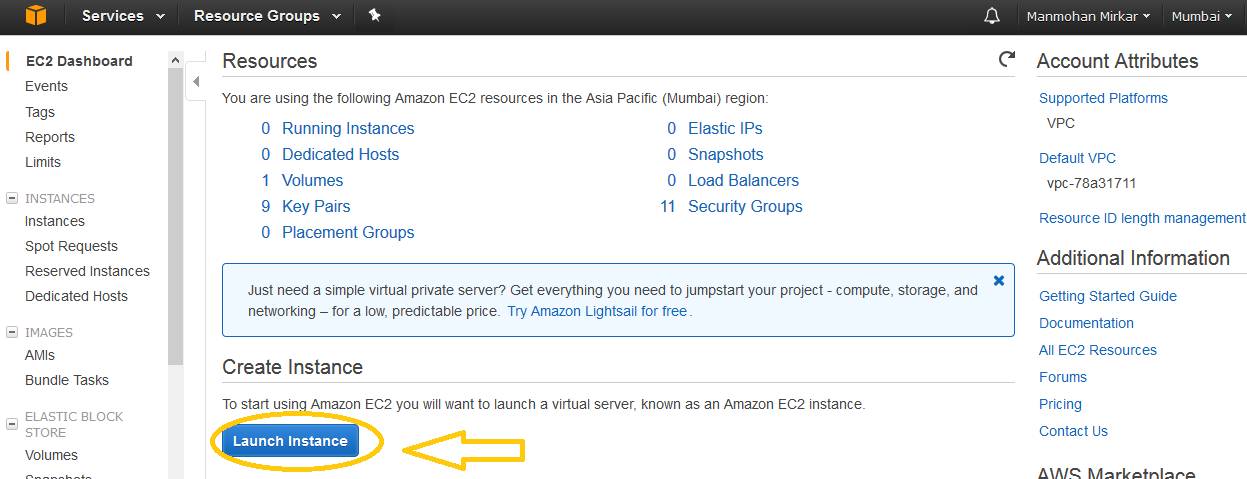 Services
Resource Groups
Manmohan Mirkar
Mumbai
EC2 Dashboard
Events
Tags
Reports
Limits
INSTANCES
Instances
Spot Requests
Reserved Instances
Dedicated Hosts
IMAGES
AMIs
Bundle Tasks
ELASTIC BLOCK
STORE
Volumes
Snapshots
Resources
You are using the following Amazon EC2 resources in the Asia Pacific (Mumbai) region:
0 Running Instances
0 Elastic IPs
0 Dedicated Hosts
0 Snapshots
1 Volumes
0 Load Balancers
9 Key Pairs
11 Security Groups
0 Placement Groups
Just need a simple virtual private server? Get everything you need to jumpstart your project - compute, storage, and
networking – for a low, predictable price. Try Amazon Lightsail for free.
Create Instance
To start using Amazon EC2 you will want to launch a virtual server, known as an Amazon EC2 instance.
Launch Instance
Account Attributes
Supported Platforms
VPC
Default VPC
vpc-78a31711
Resource ID length management
Additional Information
Getting Started Guide
Documentation
All EC2 Resources
Forums
Pricing
Contact Us
AWS Marketplace